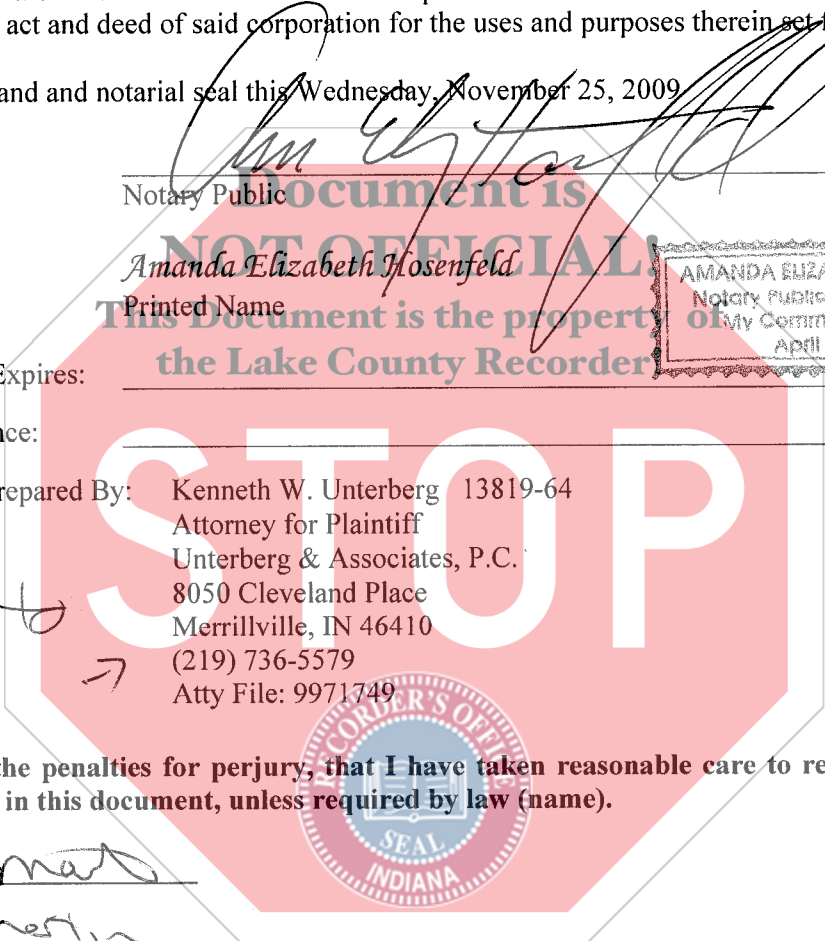 act and deed of said corporation for the uses and purposes therein set
and and notarial seal this Wednesday, November 25, 2009
Notary Public
Document is
NOT OFFICIAL!
Amanda Elizabeth Hosenfeld
Printed Name
This Document is the property of
the Lake County Recorder!
AMANDA ELIZA
Notary Public
My Comm
April
Expires:
nce:
STOP
repared By: Kenneth W. Unterberg 13819-64
Attorney for Plaintiff
Unterberg & Associates, P.C.
8050 Cleveland Place
Merrillville, IN 46410
(219) 736-5579
Atty File: 9971749
RECORDER'S OFFICE
SEAL
INDIANA
the penalties for perjury, that I have taken reasonable care to re
in this document, unless required by law (name).